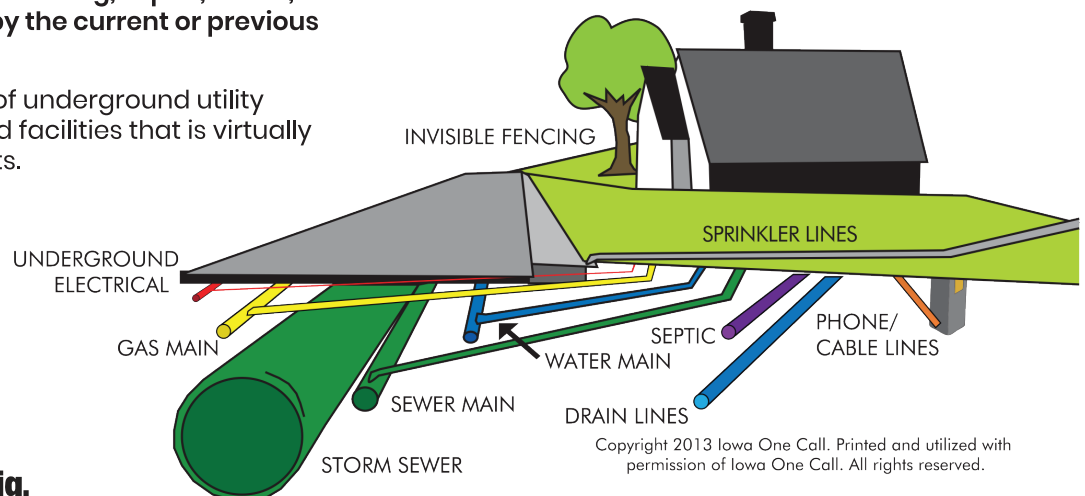 by the current or previous
of underground utility
d facilities that is virtually
ts.
INVISIBLE FENCING
SPRINKLER LINES
UNDERGROUND
ELECTRICAL
GAS MAIN
SEPTIC
PHONE/
CABLE LINES
WATER MAIN
SEWER MAIN
DRAIN LINES
STORM SEWER
Copyright 2013 Iowa One Call. Printed and utilized with
permission of Iowa One Call. All rights reserved.
ig.